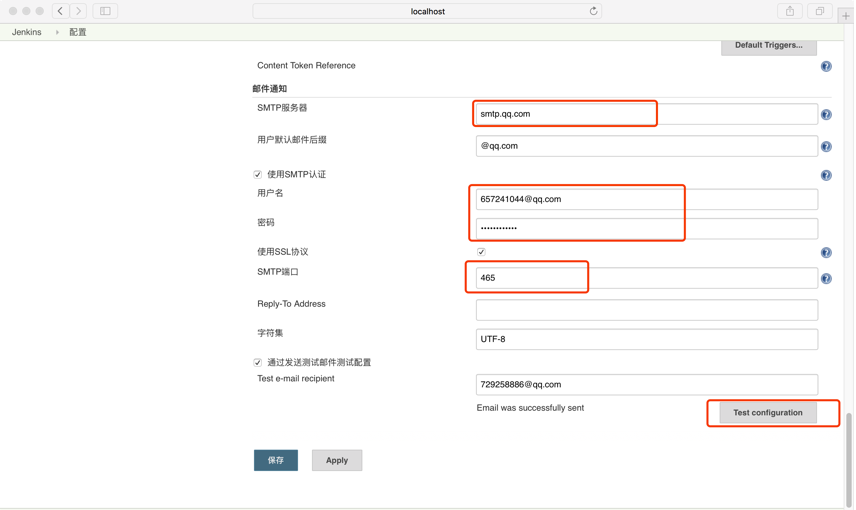 localhost
Jenkins
配置
Default Triggers...
Content Token Reference
邮件通知
SMTP服务器
smtp.qq.com
用户默认邮件后缀
@qq.com
使用SMTP认证
用户名
657241044@qq.com
密码
••••••••••••
使用SSL协议
SMTP端口
465
Reply-To Address
字符集
UTF-8
通过发送测试邮件测试配置
Test e-mail recipient
729258886@qq.com
Email was successfully sent
Test configuration
保存
Apply